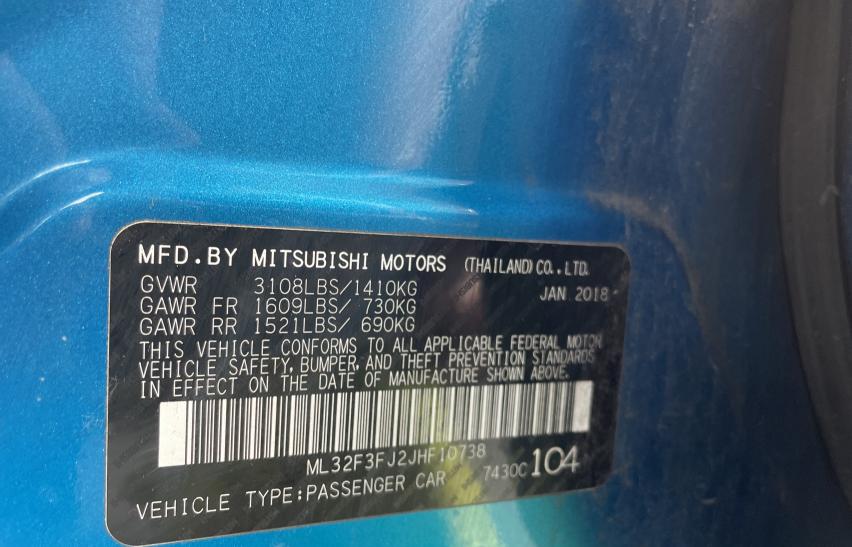 MFD.BY MITSUBISHI MOTORS (THAILAND) CO.,LTD.
GVWR 3108LBS/1410KG JAN 2018
GAWR FR 1609LBS/ 730KG
GAWR RR 1521LBS/ 690KG
THIS VEHICLE CONFORMS TO ALL APPLICABLE FEDERAL MOTOR
VEHICLE SAFETY, BUMPER, AND THEFT PREVENTION STANDARDS
IN EFFECT ON THE DATE OF MANUFACTURE SHOWN ABOVE.
ML32F3FJ2JHF10738
7430C 104
VEHICLE TYPE:PASSENGER CAR